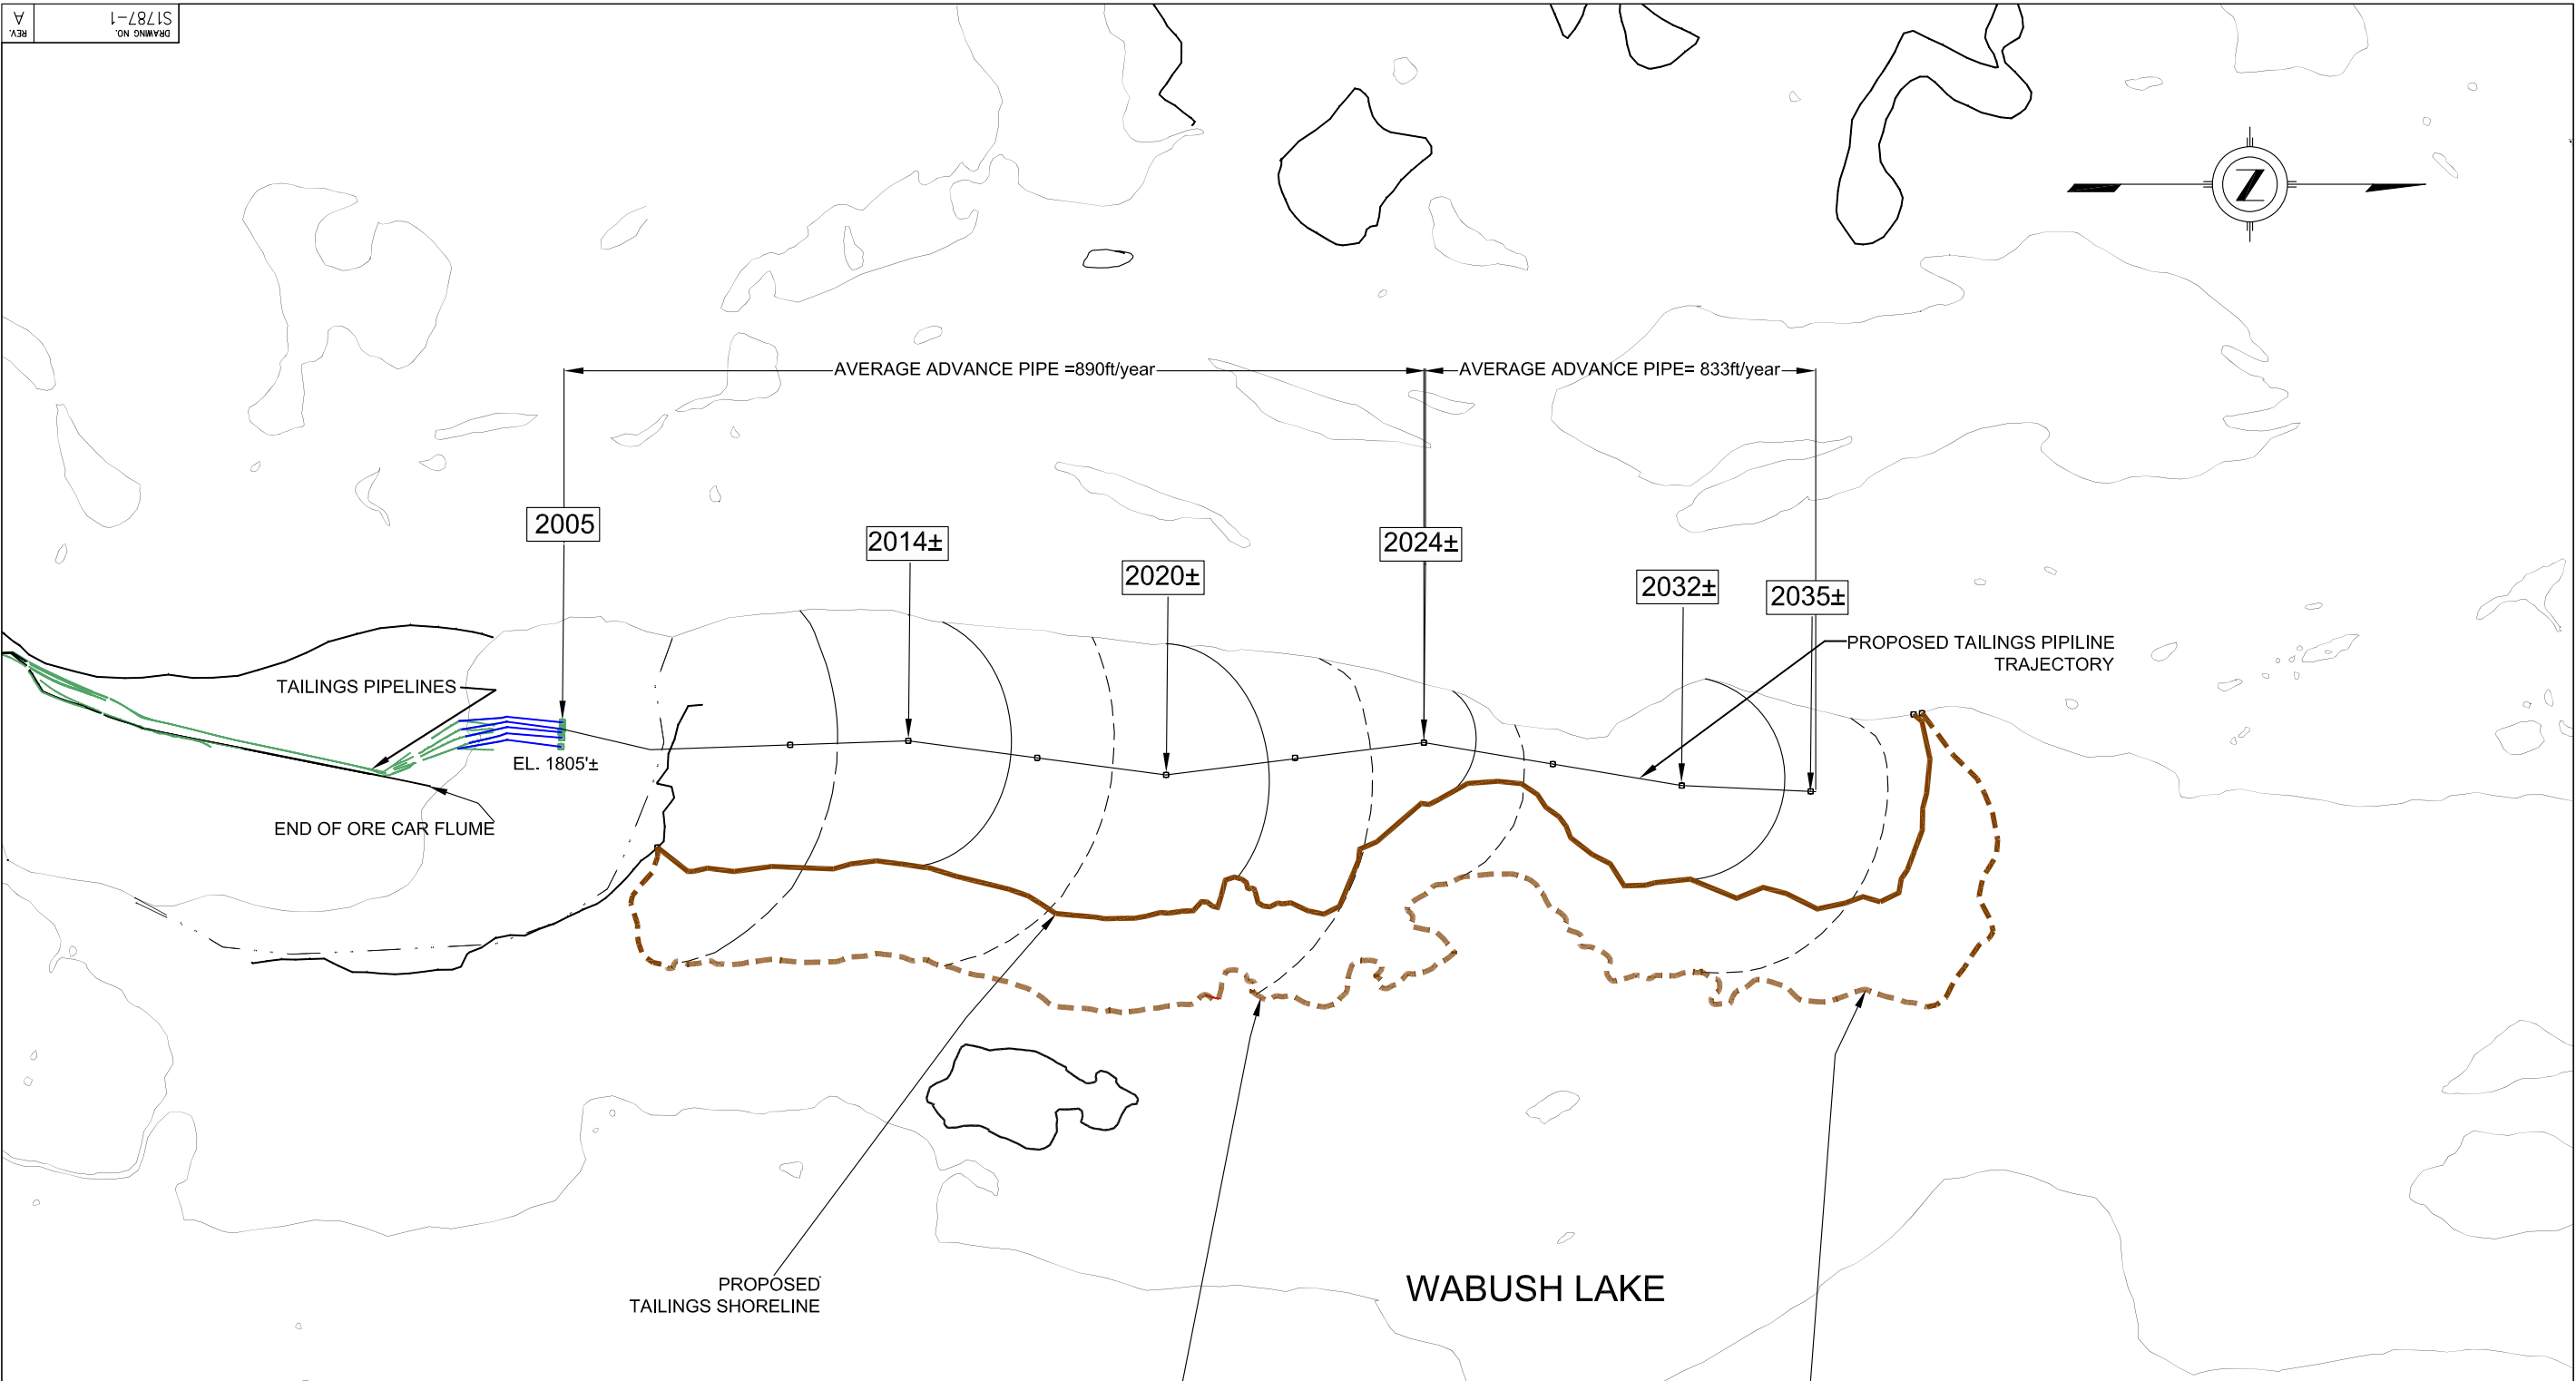 DRAWING NO.
S1787-1
REV.
A
N
AVERAGE ADVANCE PIPE =890ft/year
AVERAGE ADVANCE PIPE= 833ft/year
2005
2014±
2020±
2024±
2032±
2035±
PROPOSED TAILINGS PIPILINE
TRAJECTORY
TAILINGS PIPELINES
EL. 1805'±
END OF ORE CAR FLUME
PROPOSED
TAILINGS SHORELINE
WABUSH LAKE